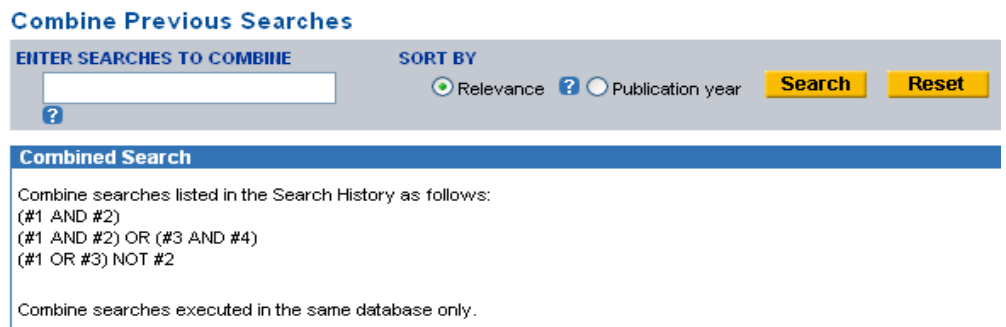 Combine Previous Searches
ENTER SEARCHES TO COMBINE SORT BY
Relevance ? Publication year Search Reset
?
Combined Search
Combine searches listed in the Search History as follows:
(#1 AND #2)
(#1 AND #2) OR (#3 AND #4)
(#1 OR #3) NOT #2
Combine searches executed in the same database only.